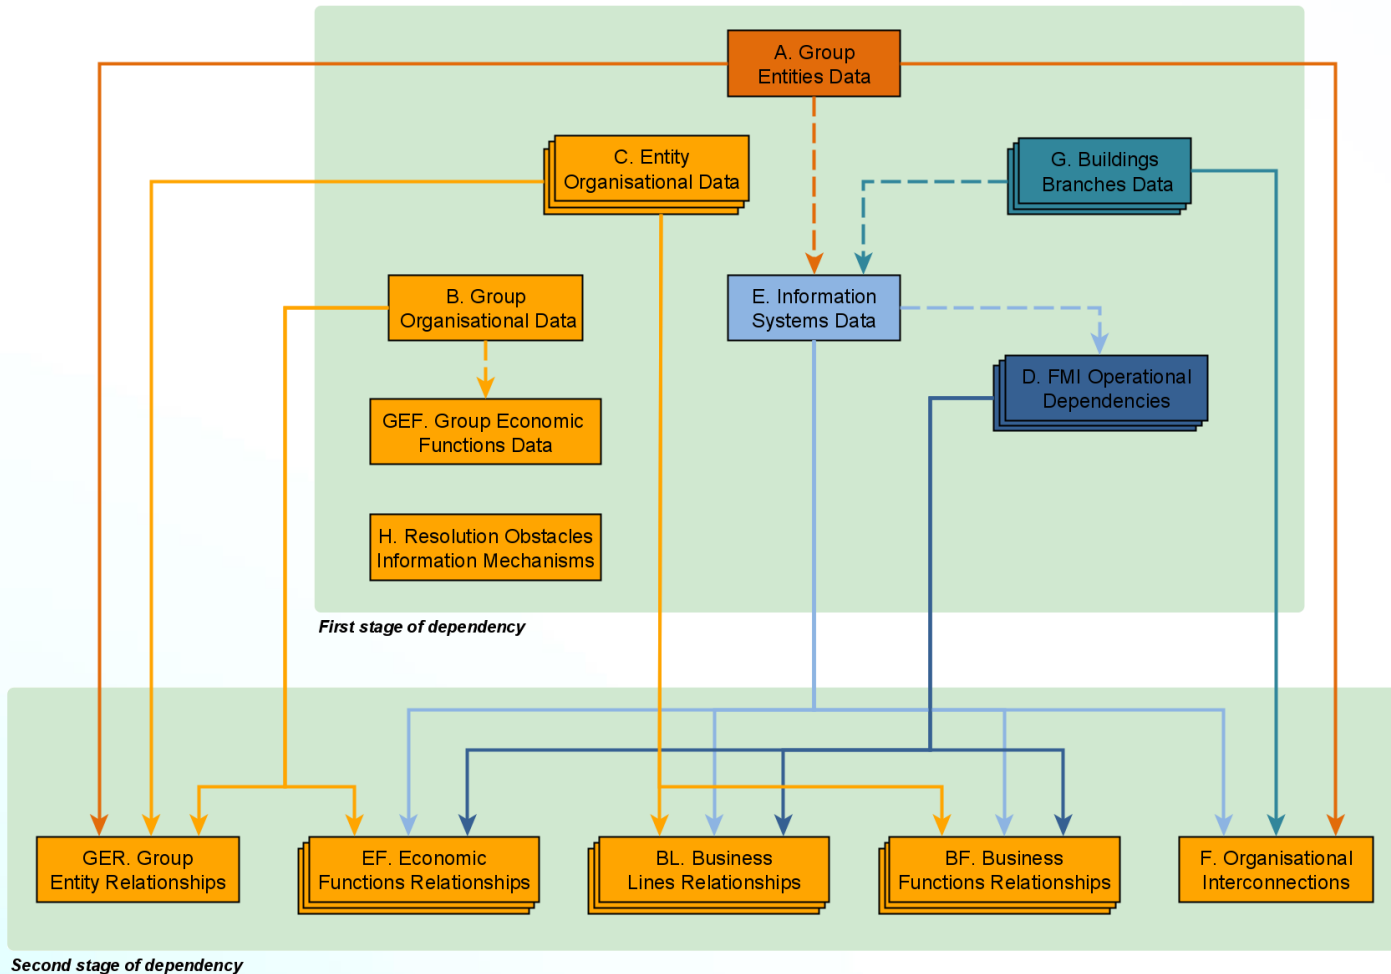 A. Group
Entities Data
C. Entity
Organisational Data
G. Buildings
Branches Data
B. Group
Organisational Data
E. Information
Systems Data
D. FMI Operational
Dependencies
GEF. Group Economic
Functions Data
H. Resolution Obstacles
Information Mechanisms
First stage of dependency
GER. Group
Entity Relationships
EF. Economic
Functions Relationships
BL. Business
Lines Relationships
BF. Business
Functions Relationships
F. Organisational
Interconnections
Second stage of dependency